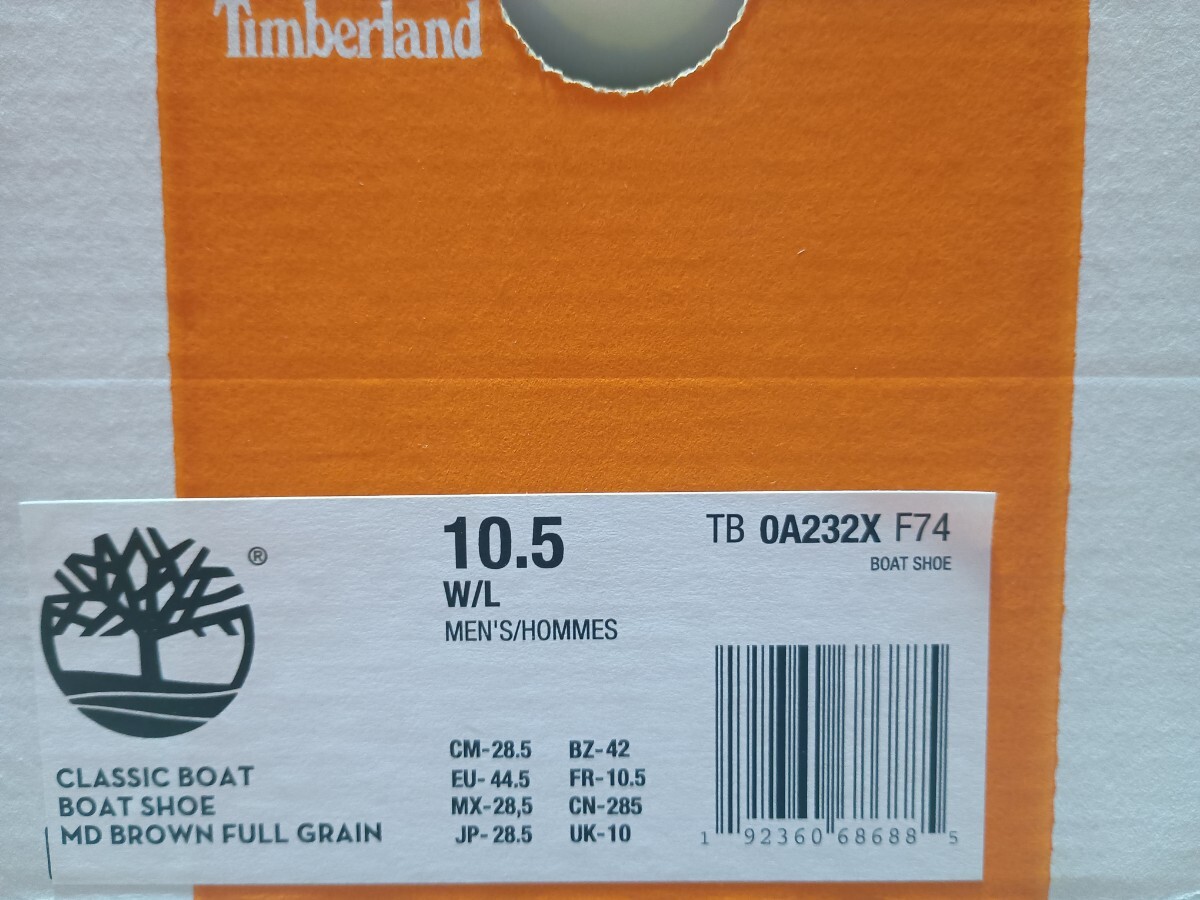 Timberland
®
10.5
W/L
MEN'S/HOMMES
TB 0A232X F74
BOAT SHOE
CLASSIC BOAT
BOAT SHOE
MD BROWN FULL GRAIN
CM-28.5 BZ-42
EU-44.5 FR-10.5
MX-28,5 CN-285
JP-28.5 UK-10
1 92360 68688 5